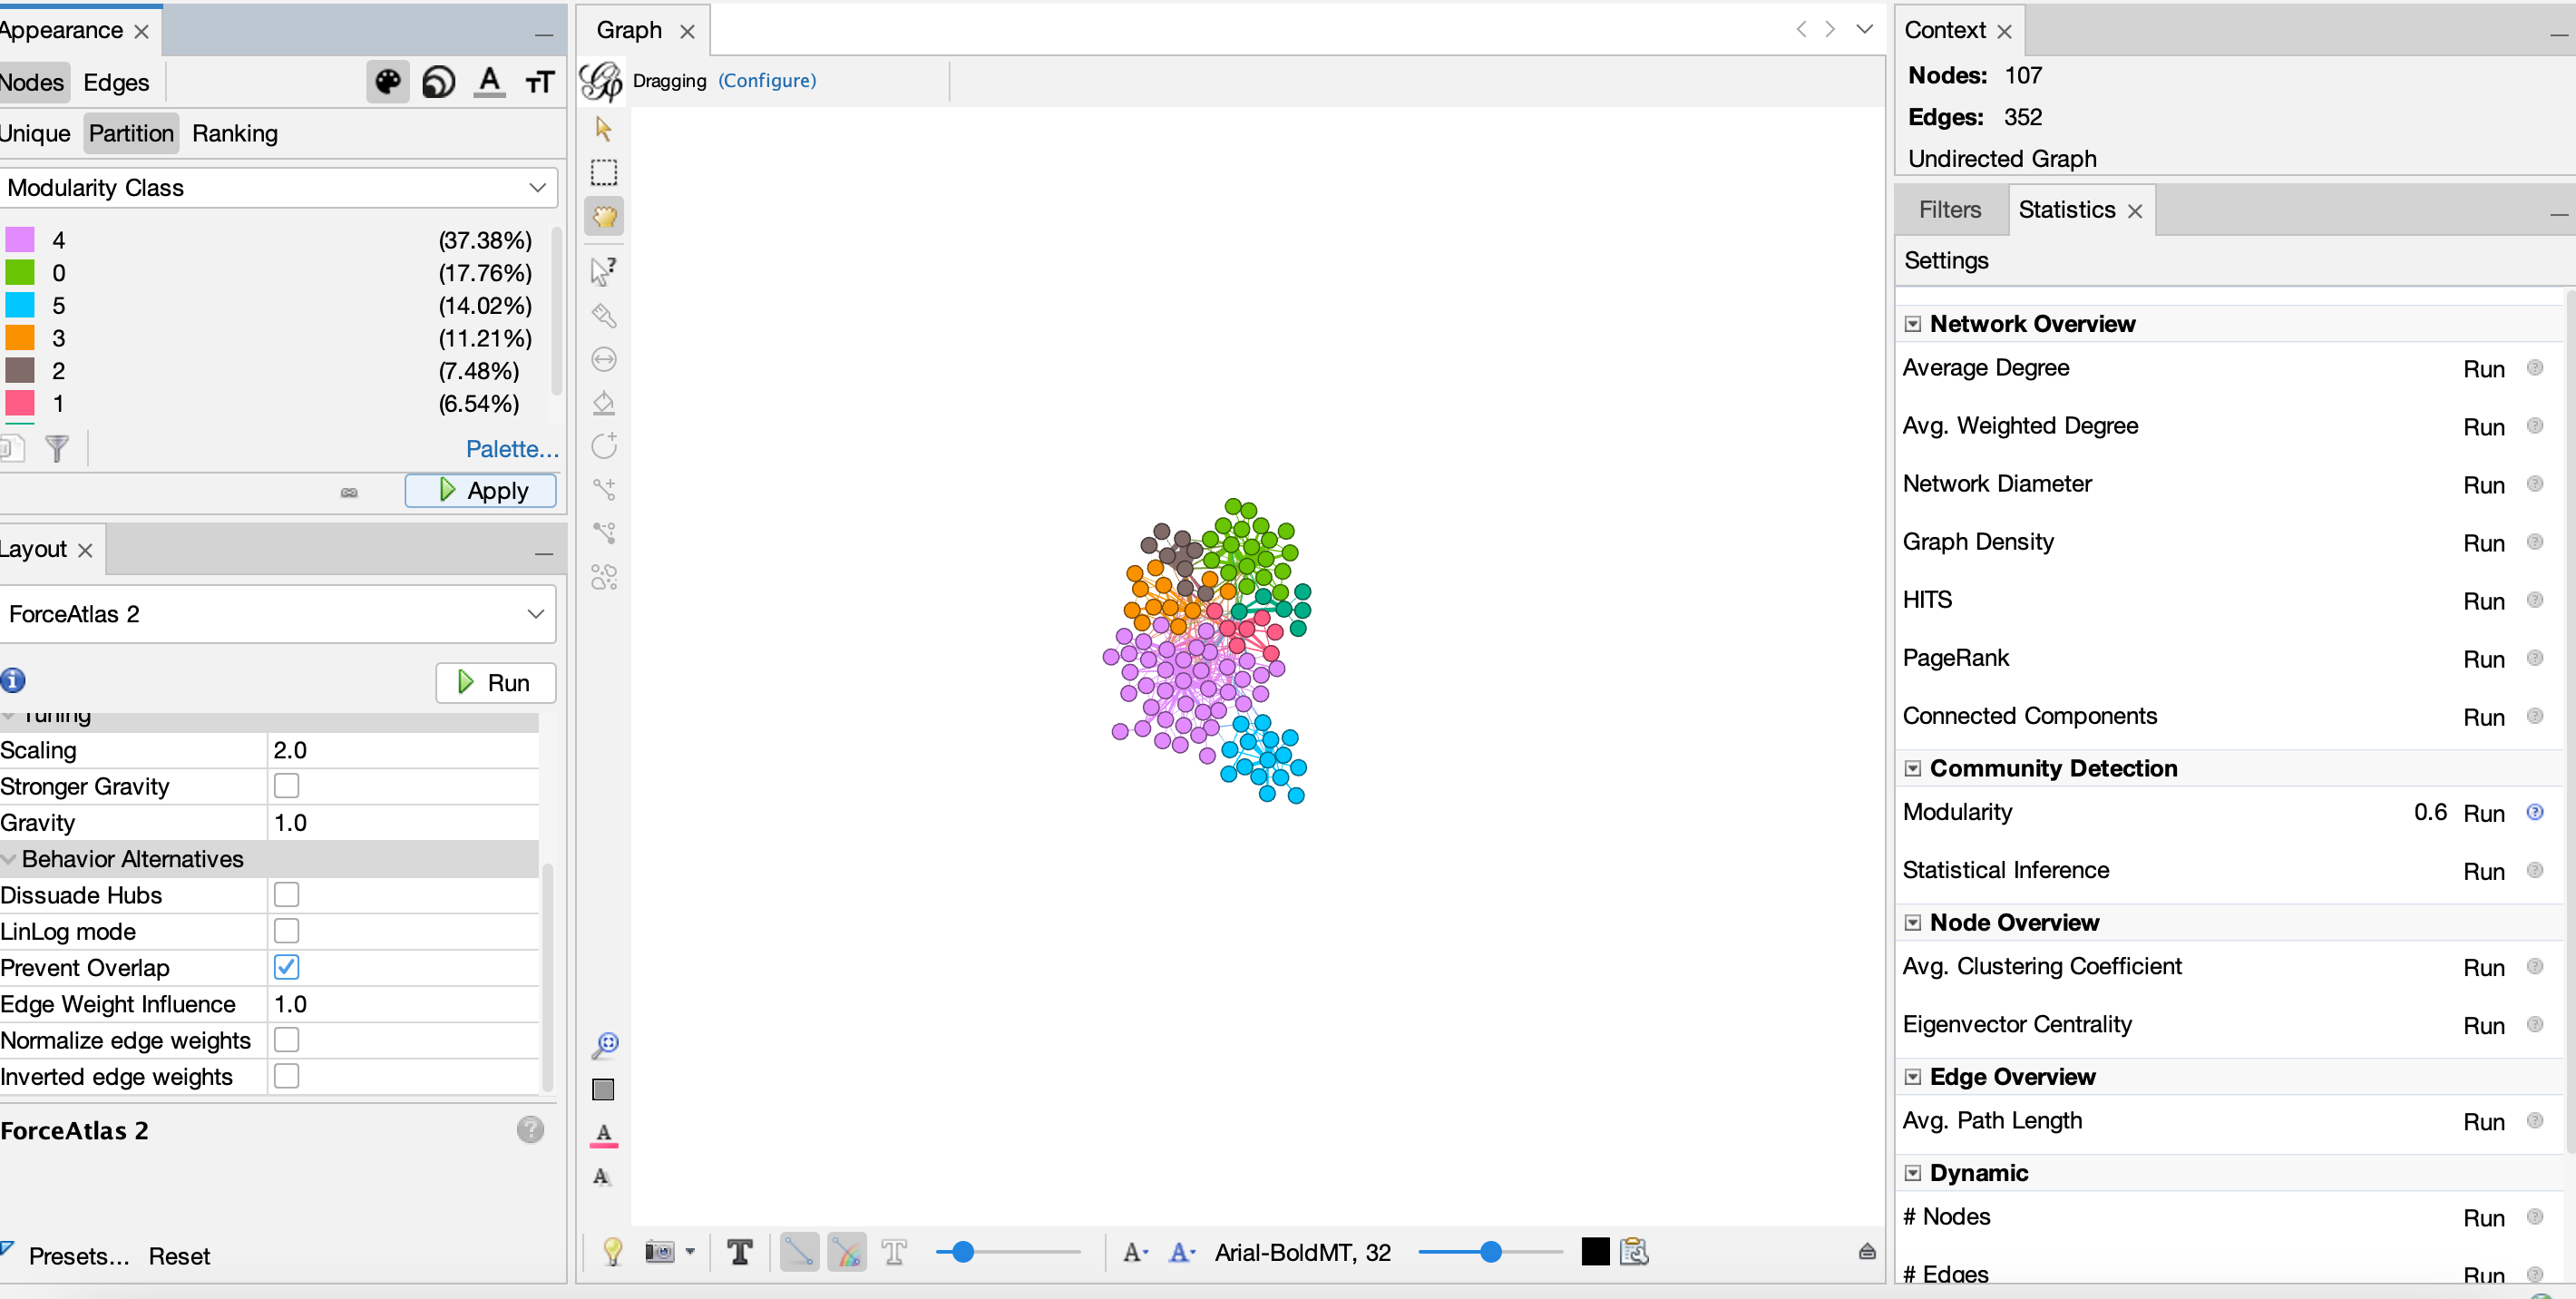 Appearance
Nodes Edges
Unique Partition Ranking
Modularity Class
4 (37.38%)
0 (17.76%)
5 (14.02%)
3 (11.21%)
2 (7.48%)
1 (6.54%)
Palette...
Apply
Layout
ForceAtlas 2
Run
Tuning
Scaling 2.0
Stronger Gravity
Gravity 1.0
Behavior Alternatives
Dissuade Hubs
LinLog mode
Prevent Overlap
Edge Weight Influence 1.0
Normalize edge weights
Inverted edge weights
ForceAtlas 2
Presets... Reset
Graph
Dragging (Configure)
Arial-BoldMT, 32
Context
Nodes: 107
Edges: 352
Undirected Graph
Filters Statistics
Settings
Network Overview
Average Degree Run
Avg. Weighted Degree Run
Network Diameter Run
Graph Density Run
HITS Run
PageRank Run
Connected Components Run
Community Detection
Modularity 0.6 Run
Statistical Inference Run
Node Overview
Avg. Clustering Coefficient Run
Eigenvector Centrality Run
Edge Overview
Avg. Path Length Run
Dynamic
# Nodes Run
# Edges Run